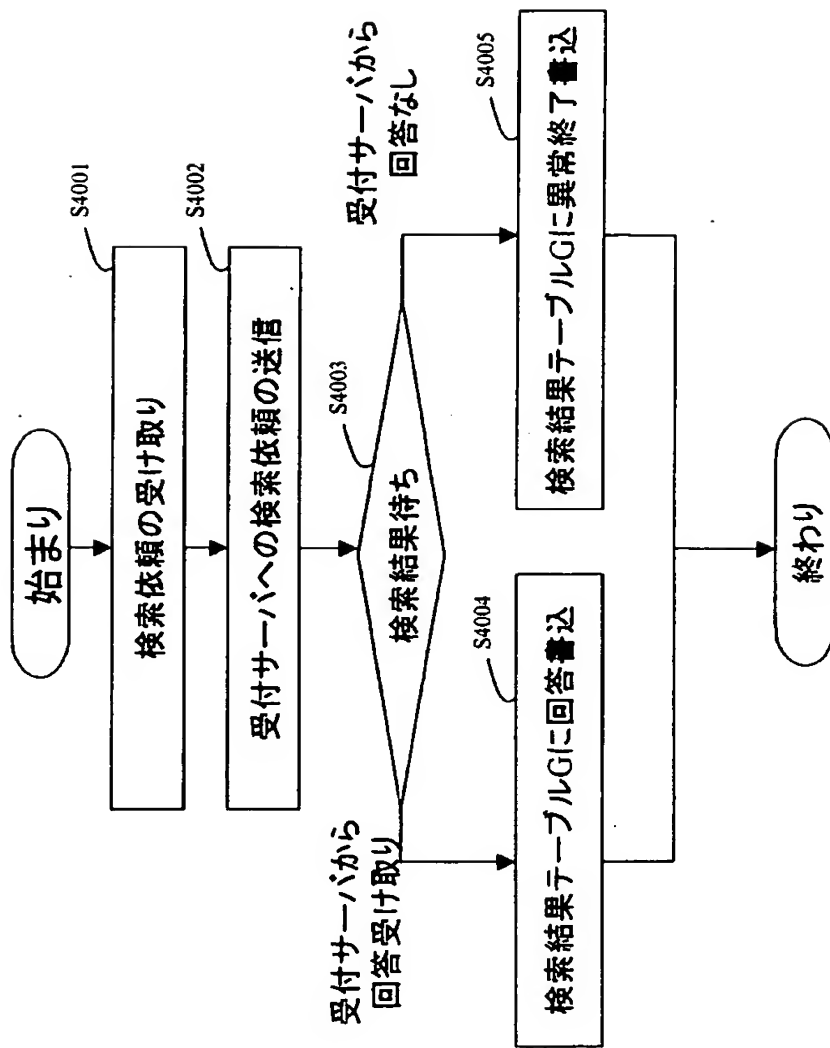 始まり
S4001
検索依頼の受け取り
S4002
受付サーバへの検索依頼の送信
S4003
検索結果待ち
受付サーバから
回答受け取り
受付サーバから
回答なし
S4004
検索結果テーブルGに回答書込
S4005
検索結果テーブルGに異常終了書込
終わり